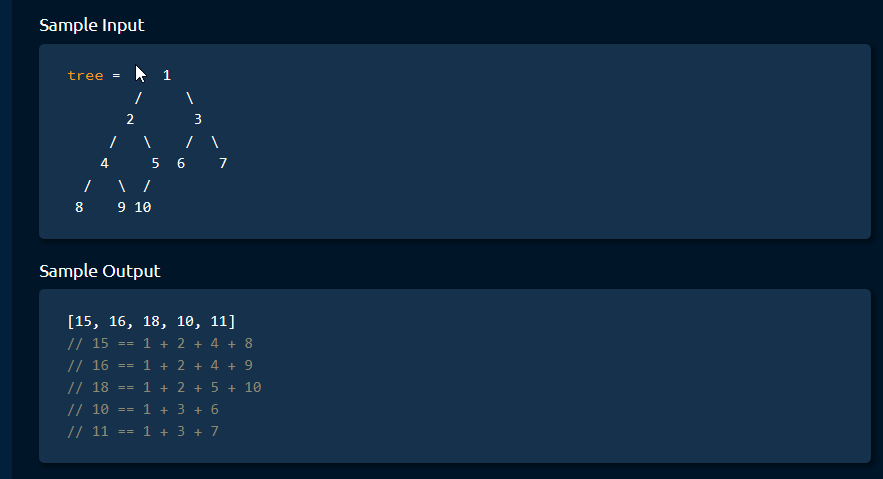 Sample Input
tree =     1
        /     \
       2       3
     /   \    /  \
    4     5  6    7
  /   \  /
 8    9 10
Sample Output
[15, 16, 18, 10, 11]
// 15 == 1 + 2 + 4 + 8
// 16 == 1 + 2 + 4 + 9
// 18 == 1 + 2 + 5 + 10
// 10 == 1 + 3 + 6
// 11 == 1 + 3 + 7